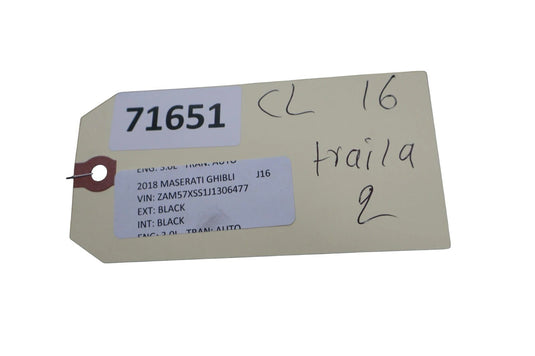 71651
CL 16
traila
2
ENG: 3.0L TRAN: AUTO
2018 MASERATI GHIBLI J16
VIN: ZAM57XSS1J1306477
EXT: BLACK
INT: BLACK
ENG: 3.0L TRAN: AUTO